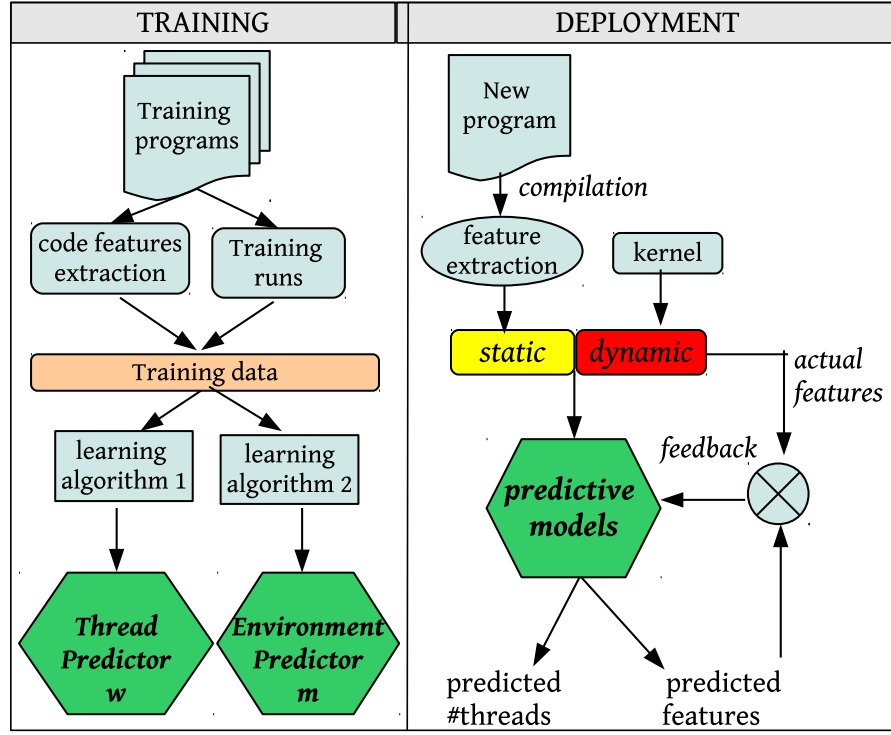 TRAINING
Training
programs
code features
extraction
Training
runs
Training data
learning
algorithm 1
learning
algorithm 2
Thread
Predictor
w
Environment
Predictor
m
DEPLOYMENT
New
program
compilation
feature
extraction
kernel
static
dynamic
actual
features
feedback
predictive
models
predicted
#threads
predicted
features